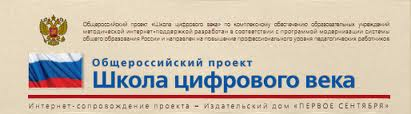 Общероссийский проект «Школа цифрового века» по комплексному обеспечению образовательных учреждений
методической интернет-поддержкой разработан в соответствии с программой модернизации системы
общего образования России и направлен на повышение профессионального уровня педагогических работников
Общероссийский проект
Школа цифрового века
Интернет-сопровождение проекта — Издательский дом «ПЕРВОЕ СЕНТЯБРЯ»